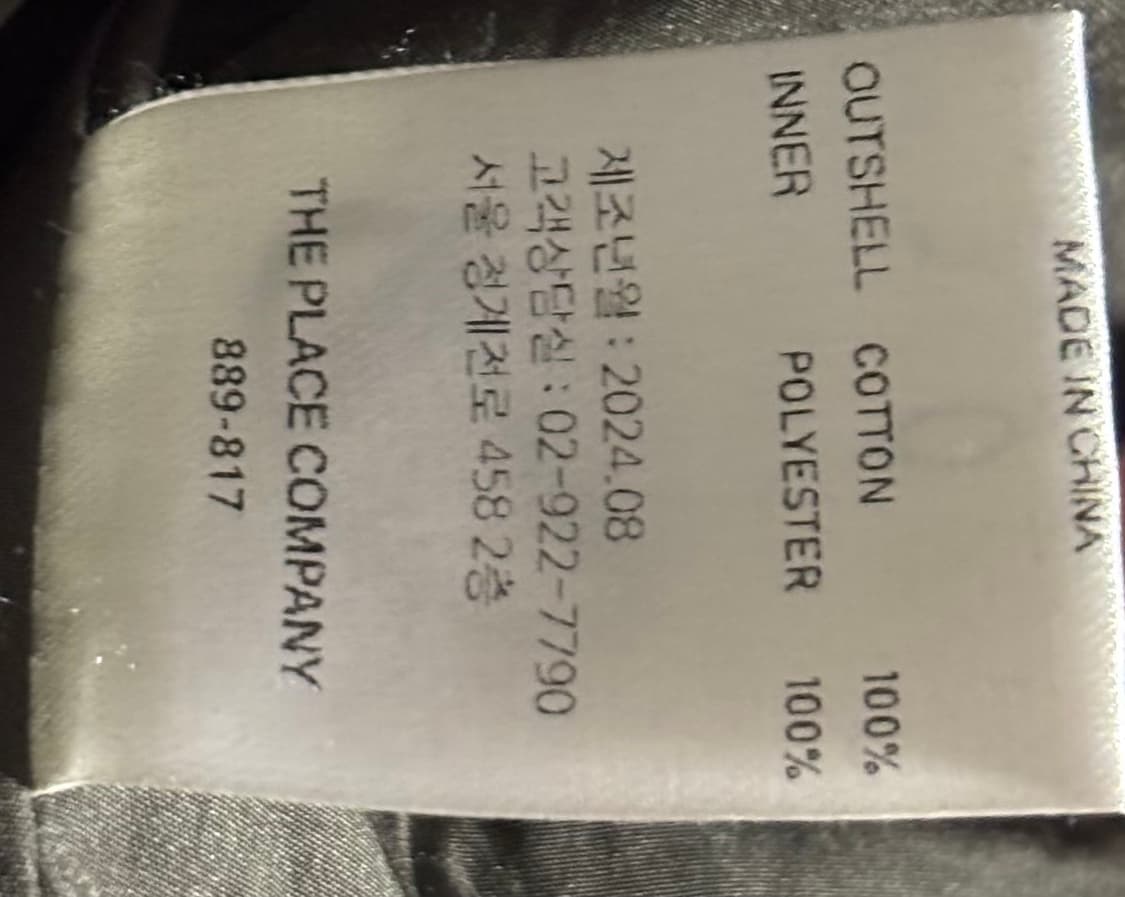 MADE IN CHINA
OUTSHELL COTTON 100%
INNER POLYESTER 100%
제조년월 : 2024.08
고객상담실 : 02-922-7790
서울 청계천로 458 2층
THE PLACE COMPANY
889-817